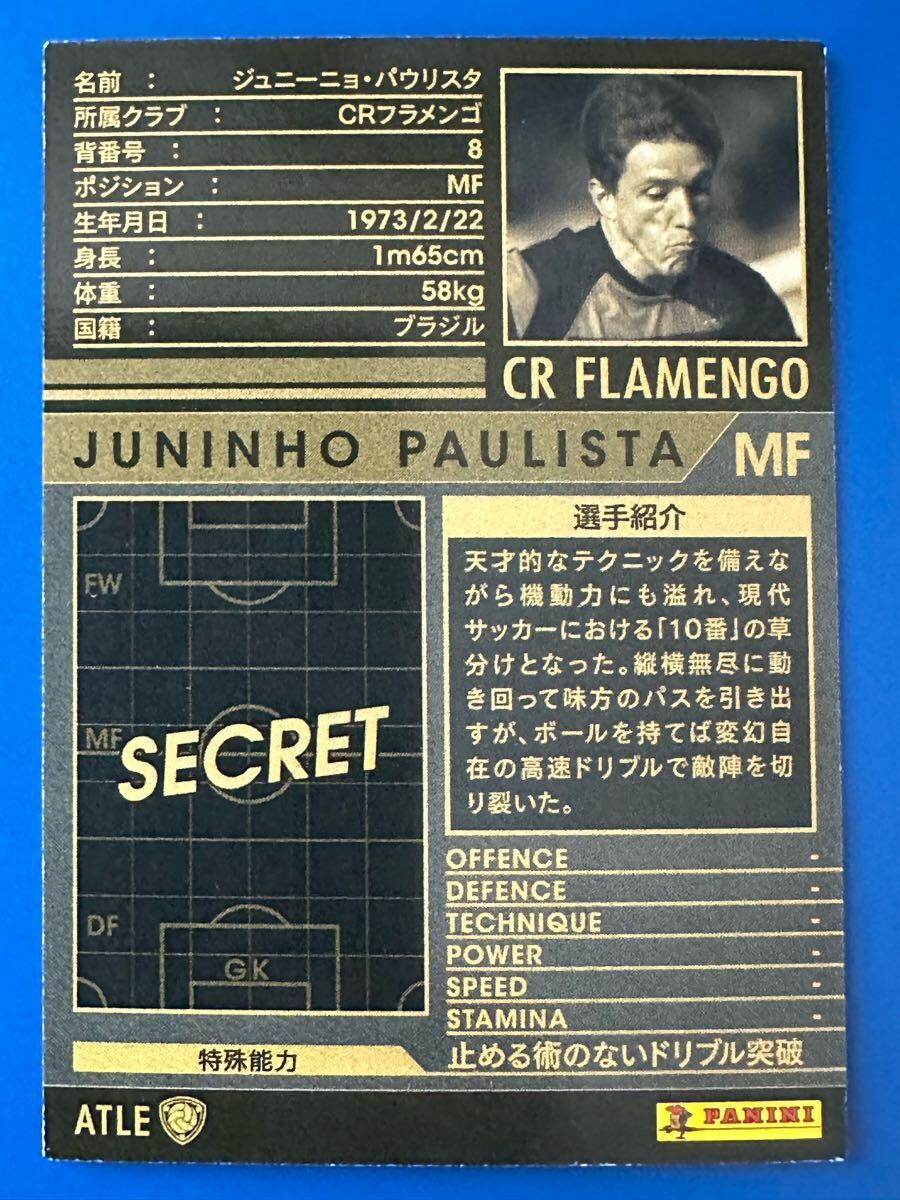 名前 : ジュニーニョ・パウリスタ
所属クラブ : CRフラメンゴ
背番号 : 8
ポジション : MF
生年月日 : 1973/2/22
身長 : 1m65cm
体重 : 58kg
国籍 : ブラジル
CR FLAMENGO
JUNINHO PAULISTA MF
FW
MF
SECRET
DF
GK
選手紹介
天才的なテクニックを備えな
がら機動力にも溢れ、現代
サッカーにおける「10番」の草
分けとなった。縦横無尽に動
き回って味方のパスを引き出
すが、ボールを持てば変幻自
在の高速ドリブルで敵陣を切
り裂いた。
OFFENCE -
DEFENCE -
TECHNIQUE -
POWER -
SPEED -
STAMINA -
特殊能力 止める術のないドリブル突破
ATLE
PANINI